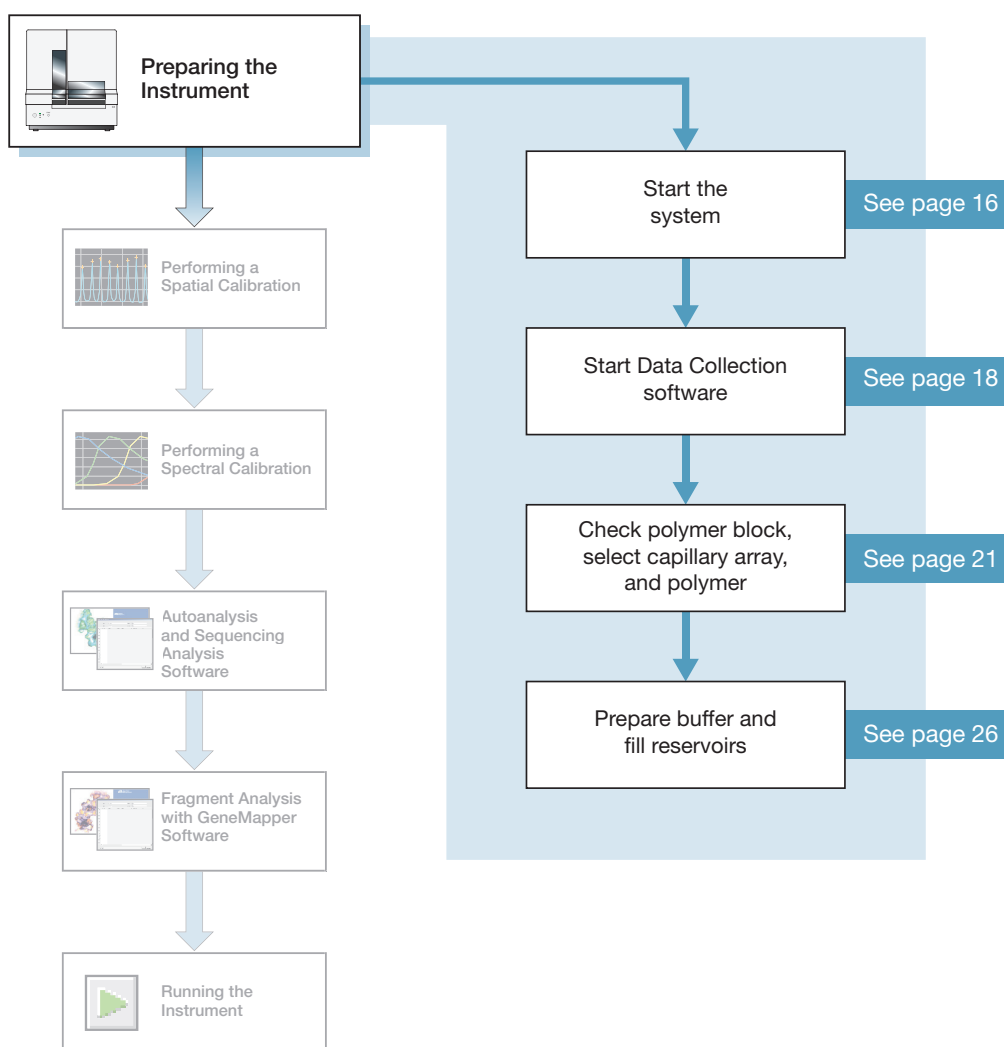 Preparing the
Instrument
Performing a
Spatial Calibration
Performing a
Spectral Calibration
Autoanalysis
and Sequencing
Analysis
Software
Fragment Analysis
with GeneMapper
Software
Running the
Instrument
Start the
system
See page 16
Start Data Collection
software
See page 18
Check polymer block,
select capillary array,
and polymer
See page 21
Prepare buffer and
fill reservoirs
See page 26